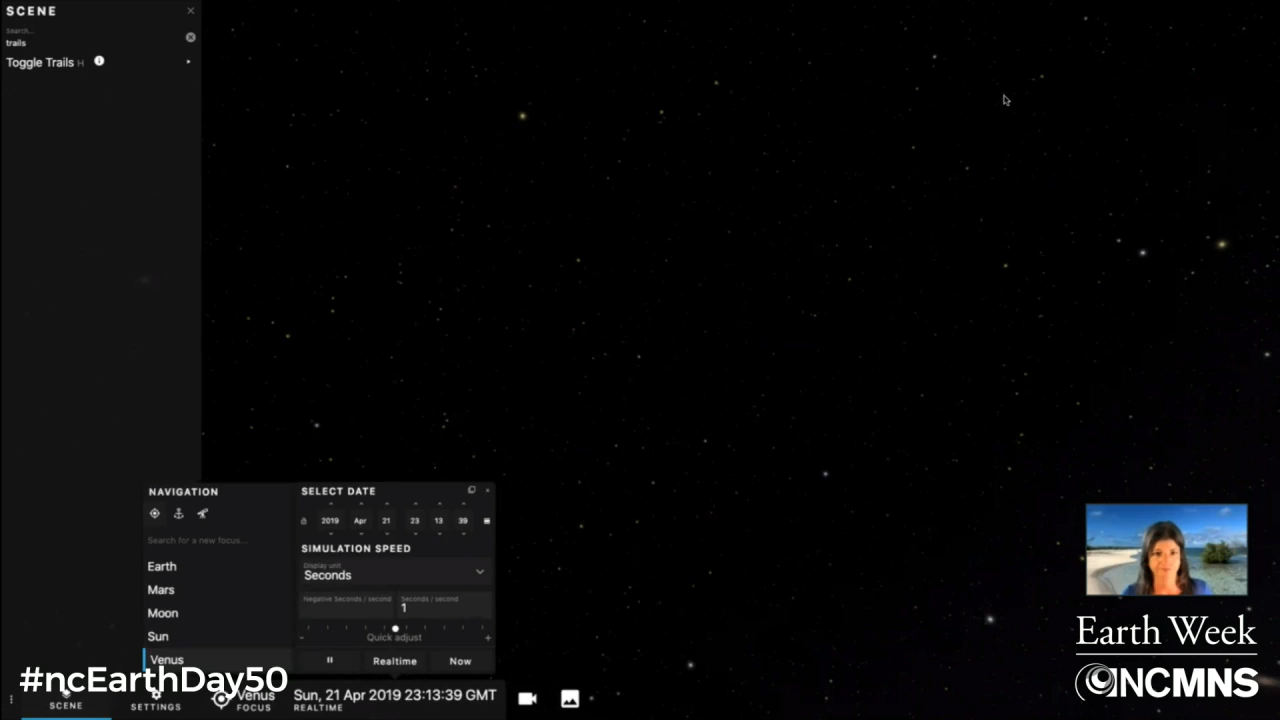 SCENE
Search...
trails
Toggle Trails H
NAVIGATION
Search for a new focus...
Earth
Mars
Moon
Sun
Venus
SELECT DATE
2019 Apr 21 23 13 39
SIMULATION SPEED
Display unit
Seconds
Negative Seconds / second
Seconds / second
1
- Quick adjust +
Realtime Now
#ncEarthDay50
SCENE
SETTINGS
Venus
FOCUS
Sun, 21 Apr 2019 23:13:39 GMT
REALTIME
Earth Week
NCMNS